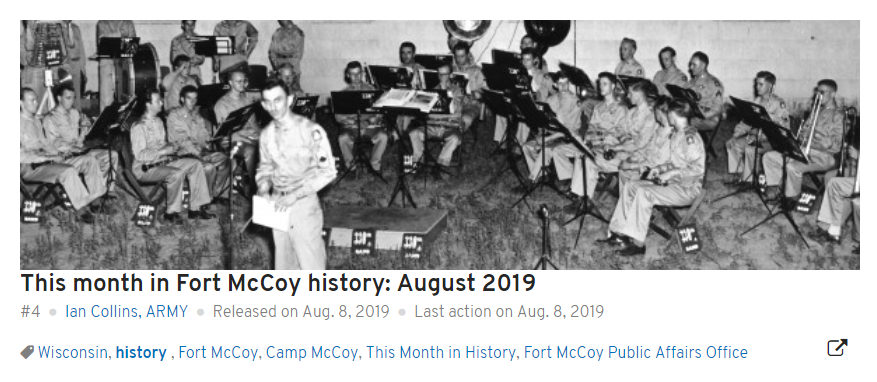 This month in Fort McCoy history: August 2019
#4 ● Ian Collins, ARMY ● Released on Aug. 8, 2019 ● Last action on Aug. 8, 2019
Wisconsin, history , Fort McCoy, Camp McCoy, This Month in History, Fort McCoy Public Affairs Office